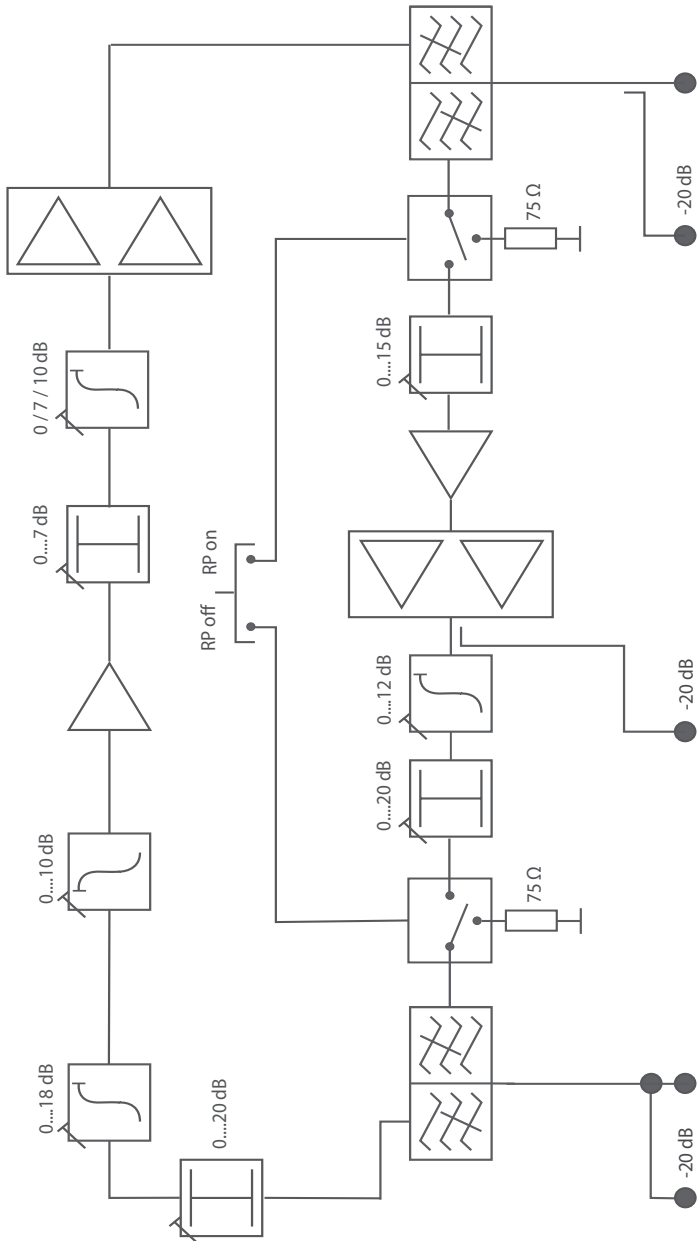 75 Ω
-20 dB
0 / 7 / 10 dB
0....15 dB
0....7 dB
RP on
RP off
0....12 dB
-20 dB
0....20 dB
0....10 dB
75 Ω
0....18 dB
0....20 dB
-20 dB